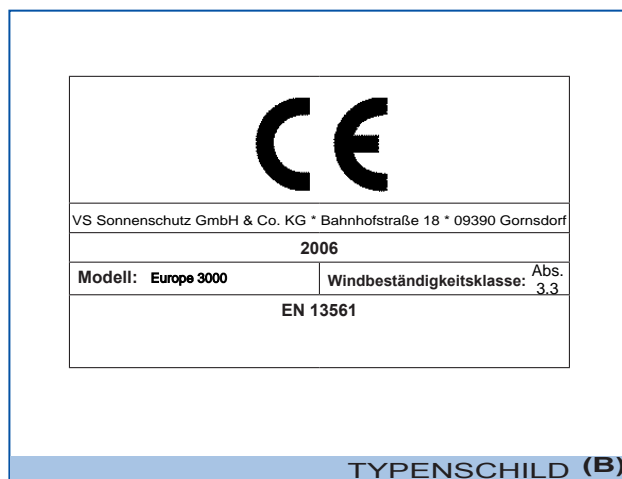 CE
VS Sonnenschutz GmbH & Co. KG * Bahnhofstraße 18 * 09390 Gornsdorf
2006
Modell: Europe 3000 Windbeständigkeitsklasse: Abs. 3.3
EN 13561
TYPENSCHILD (B)